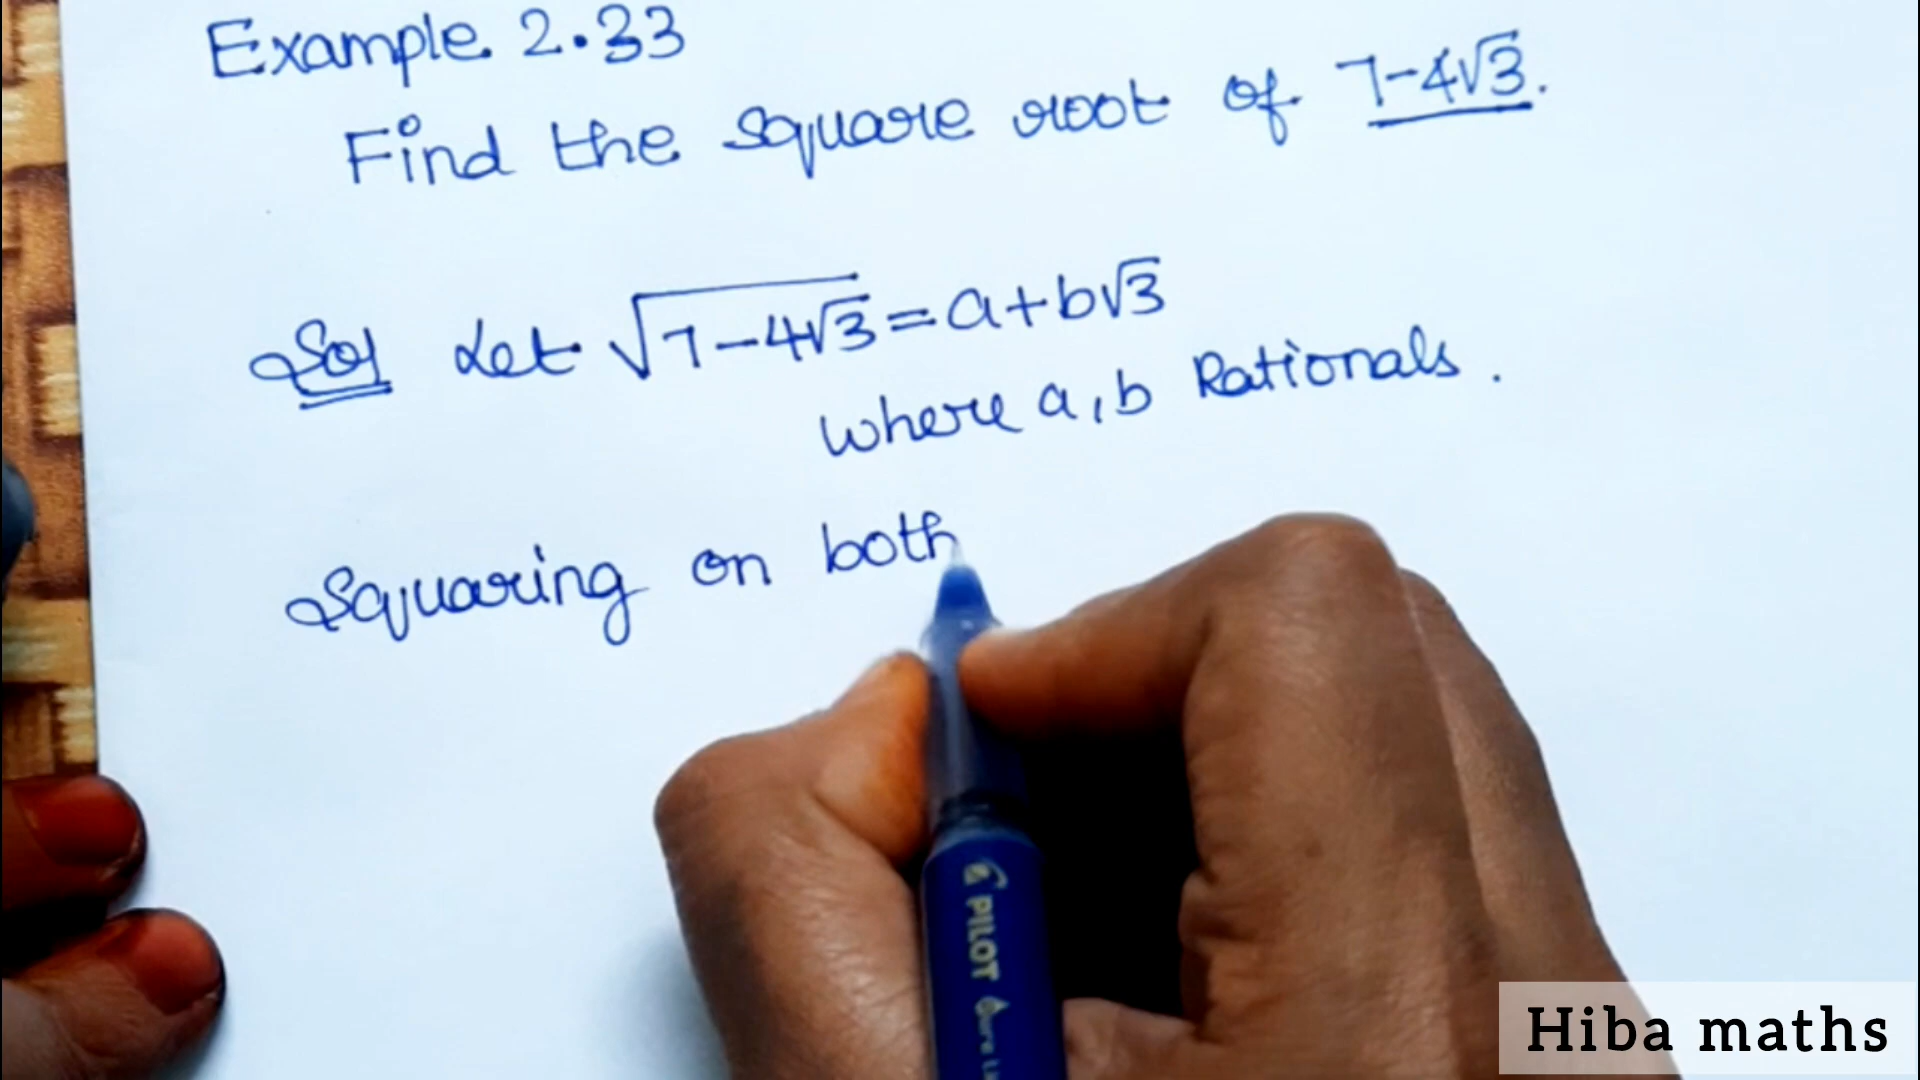 Example 2.33
Find the square root of 7-4√3.
Sol Let √7-4√3 = a+b√3
where a, b Rationals.
Squaring on both
PILOT
Hiba maths